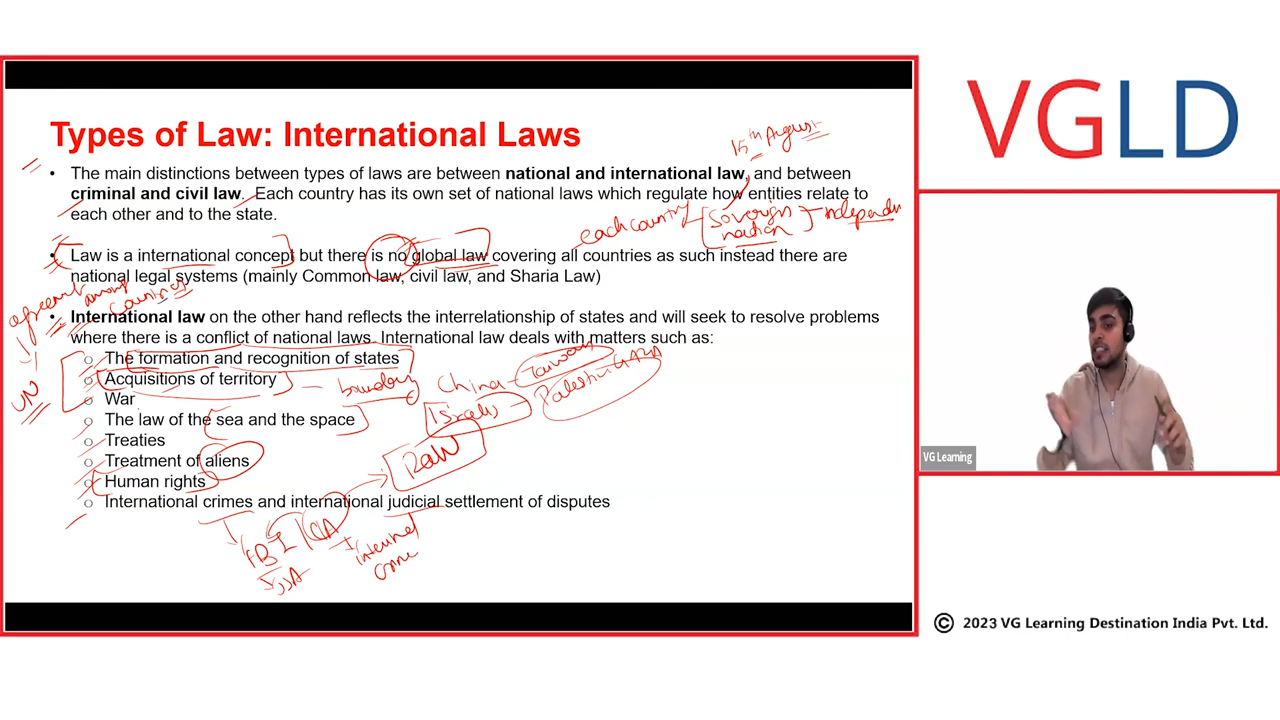 VGLD
Types of Law: International Laws
15th August
• The main distinctions between types of laws are between national and international law, and between
criminal and civil law. Each country has its own set of national laws which regulate how entities relate to
each other and to the state.
each country
Soverign
nation
independ
• Law is a international concept but there is no global law covering all countries as such instead there are
national legal systems (mainly Common law, civil law, and Sharia Law)
agreement
among
countries
UN
• International law on the other hand reflects the interrelationship of states and will seek to resolve problems
where there is a conflict of national laws. International law deals with matters such as:
o The formation and recognition of states
o Acquisitions of territory
boundary
China - Taiwan
o War
Israels - Palestin GAZA
o The law of the sea and the space
o Treaties
o Treatment of aliens
RAW
o Human rights
o International crimes and international judicial settlement of disputes
FBI
CIA
VG Learning
© 2023 VG Learning Destination India Pvt. Ltd.